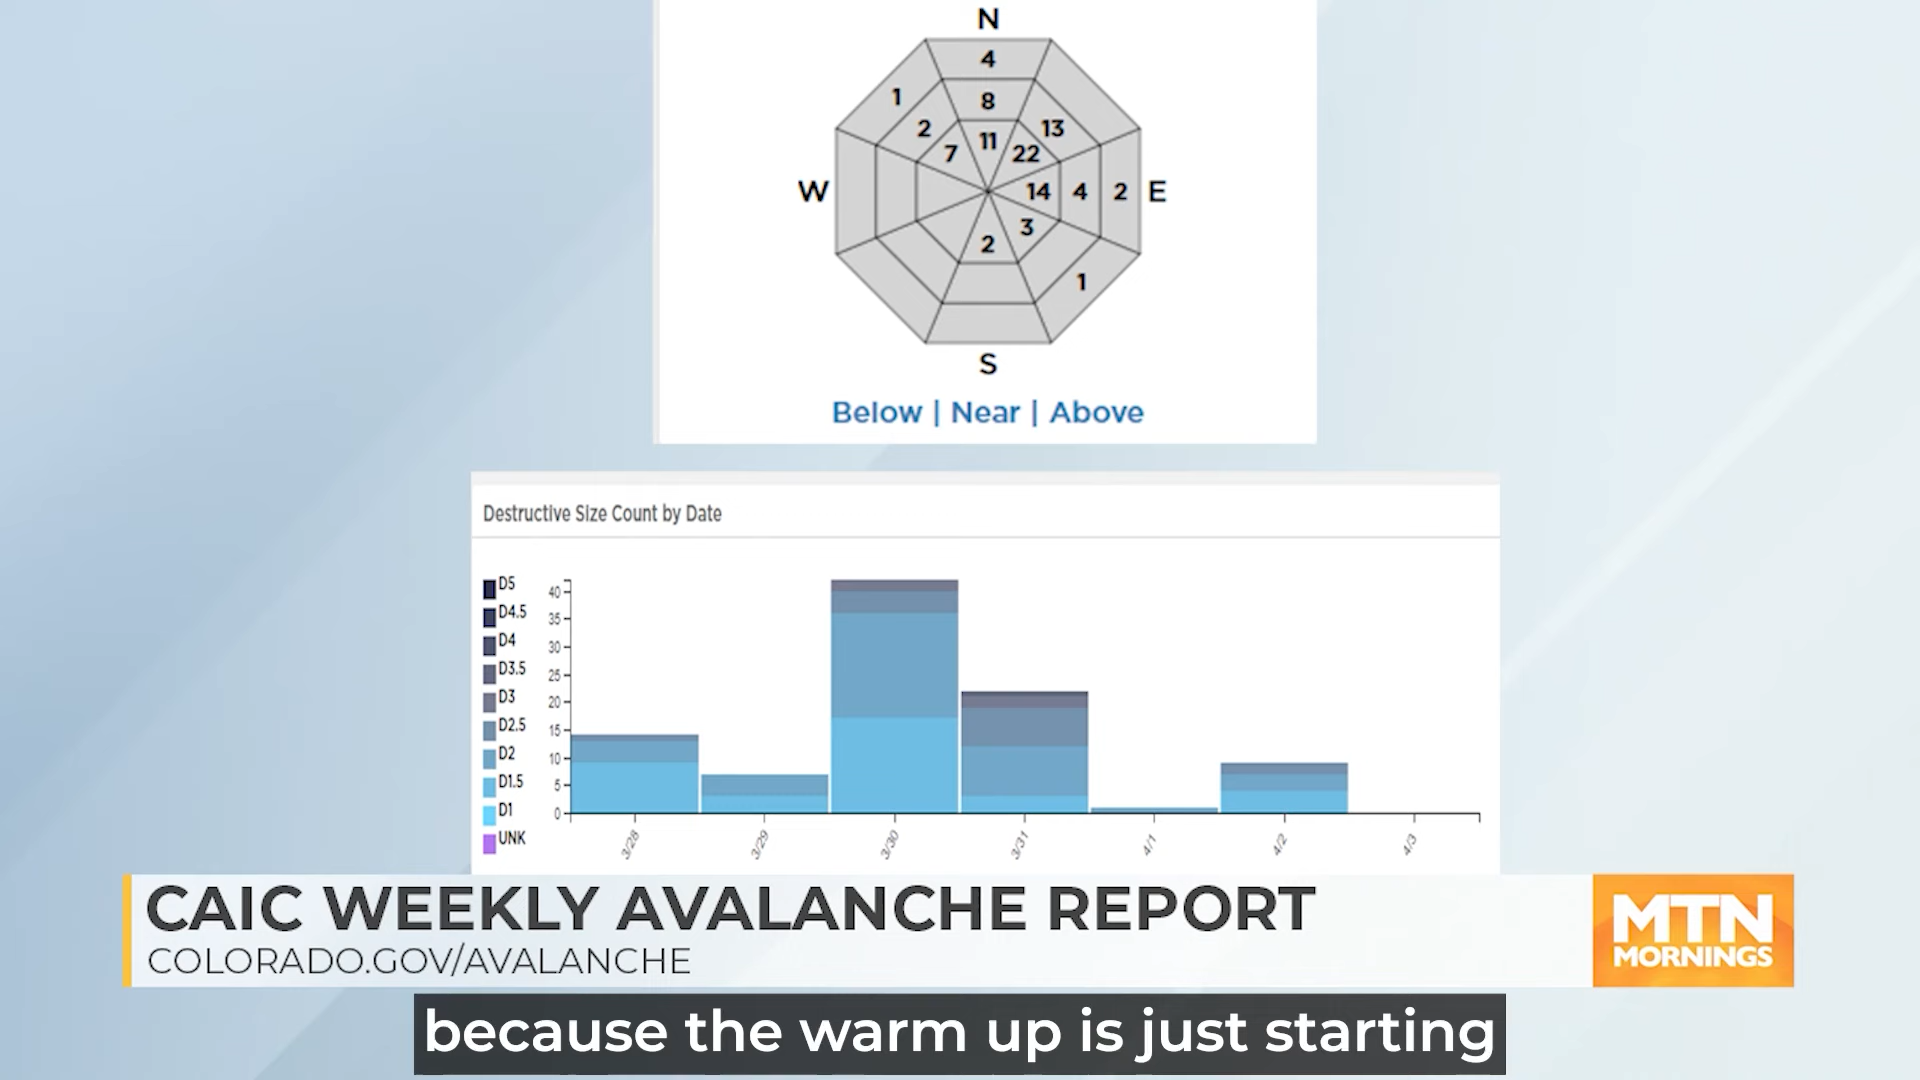 N
4
1
8
2
13
11
7
22
W
14
4
2
E
3
2
1
S
Below | Near | Above
Destructive Size Count by Date
D5
D4.5
D4
D3.5
D3
D2.5
D2
D1.5
D1
UNK
40
35
30
25
20
15
10
5
0
3/28
3/29
3/30
3/31
4/1
4/2
4/3
CAIC WEEKLY AVALANCHE REPORT
COLORADO.GOV/AVALANCHE
MTN
MORNINGS
because the warm up is just starting